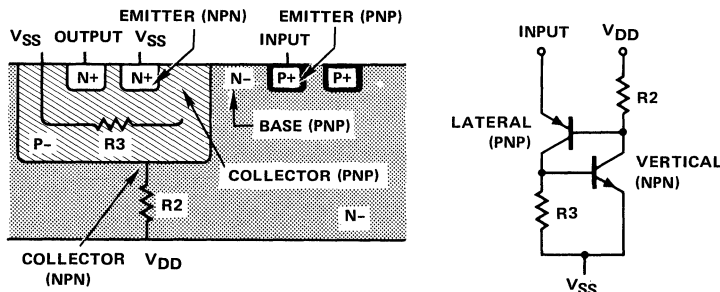 EMITTER (NPN)
EMITTER (PNP)
VSS
OUTPUT
VSS
INPUT
N+
N+
N–
P+
P+
BASE (PNP)
R3
P–
COLLECTOR (PNP)
R2
N–
COLLECTOR
(NPN)
VDD
INPUT
VDD
R2
LATERAL
(PNP)
VERTICAL
(NPN)
R3
VSS